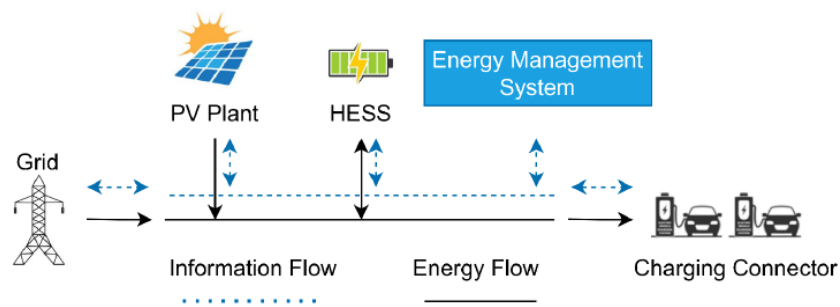 Energy Management
System
PV Plant
HESS
Grid
Information Flow
Energy Flow
Charging Connector